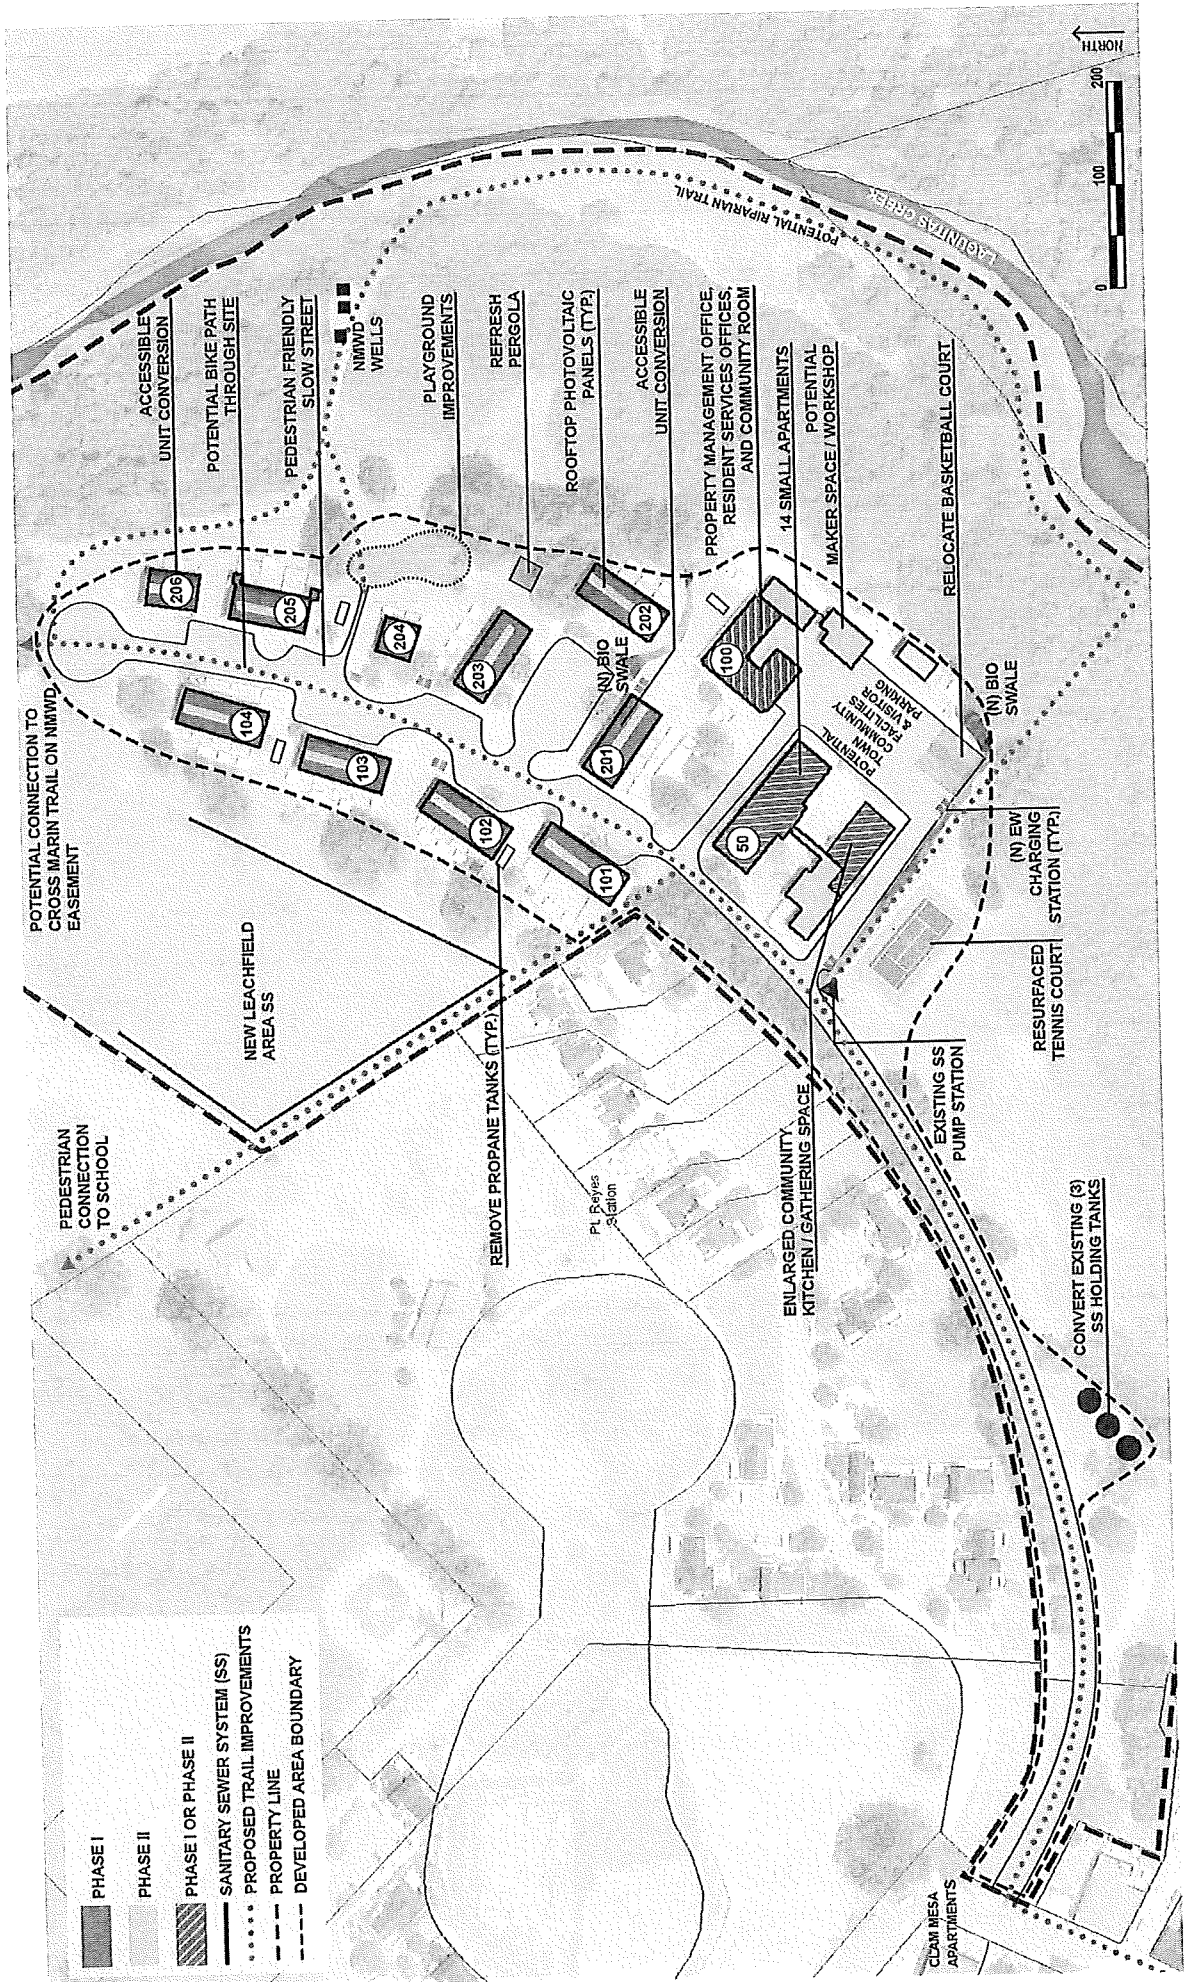 PHASE I
PHASE II
PHASE I OR PHASE II
SANITARY SEWER SYSTEM (SS)
PROPOSED TRAIL IMPROVEMENTS
PROPERTY LINE
DEVELOPED AREA BOUNDARY
PEDESTRIAN
CONNECTION
TO SCHOOL
NEW LEACHFIELD
AREA SS
POTENTIAL CONNECTION TO
CROSS MARIN TRAIL ON NMWD
EASEMENT
ACCESSIBLE
UNIT CONVERSION
POTENTIAL BIKE PATH
THROUGH SITE
PEDESTRIAN FRIENDLY
SLOW STREET
NMWD
WELLS
PLAYGROUND
IMPROVEMENTS
REFRESH
PERGOLA
ROOFTOP PHOTOVOLTAIC
PANELS (TYP.)
ACCESSIBLE
UNIT CONVERSION
PROPERTY MANAGEMENT OFFICE,
RESIDENT SERVICES OFFICES,
AND COMMUNITY ROOM
14 SMALL APARTMENTS
POTENTIAL
MAKER SPACE / WORKSHOP
RELOCATE BASKETBALL COURT
104
103
102
101
206
205
204
203
202
201
100
50
(N) BIO
SWALE
POTENTIAL
TOWN
COMMUNITY
FACILITIES
& VISITOR
PARKING
(N) BIO
SWALE
REMOVE PROPANE TANKS (TYP.)
Pt. Reyes
Station
ENLARGED COMMUNITY
KITCHEN / GATHERING SPACE
EXISTING SS
PUMP STATION
RESURFACED
TENNIS COURT
(N) EW
CHARGING
STATION (TYP.)
CONVERT EXISTING (3)
SS HOLDING TANKS
CLAM MESA
APARTMENTS
POTENTIAL RIPARIAN TRAIL
LAGUNITAS CREEK
0
100
200
NORTH